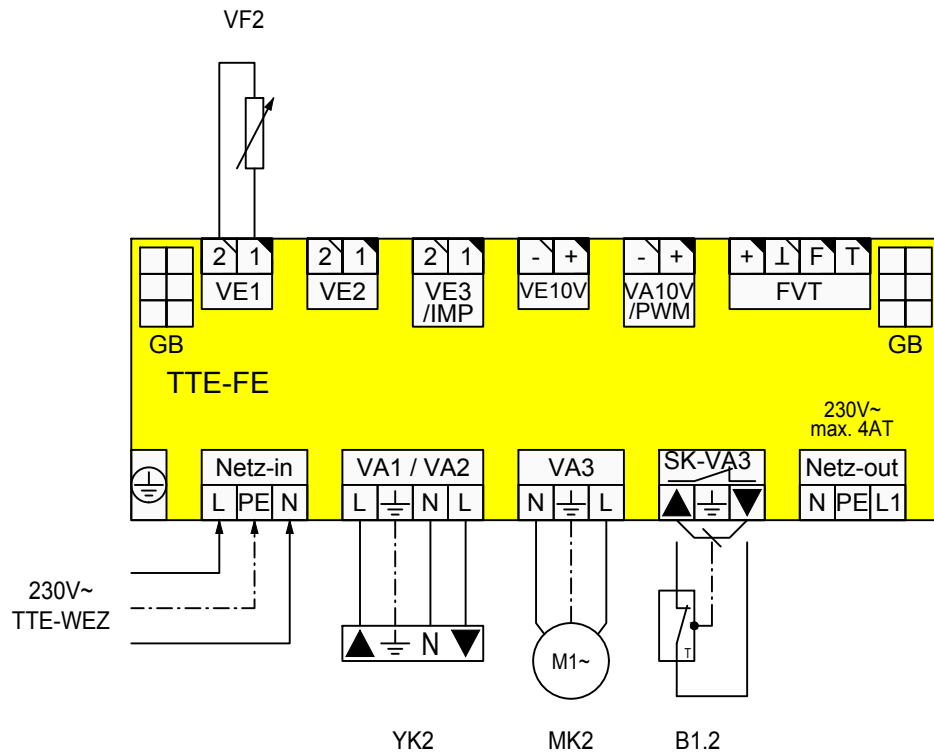 VF2
2 1 2 1 2 1 - + - + + ⊥ F T
VE1 VE2 VE3 VE10V VA10V FVT
/IMP /PWM
GB GB
TTE-FE
230V~
max. 4AT
Netz-in VA1 / VA2 VA3 SK-VA3 Netz-out
L PE N L N L N L N PE L1
230V~
TTE-WEZ
N
M1~
T
YK2 MK2 B1.2